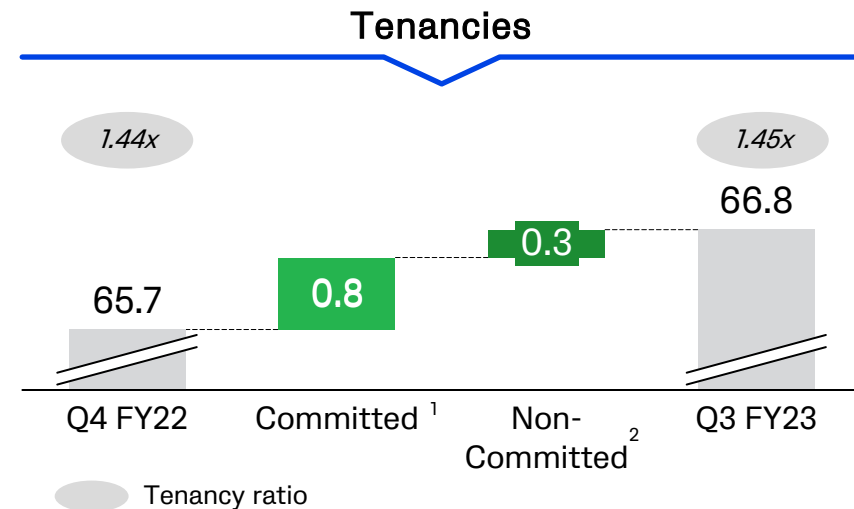 Tenancies
1.44x
1.45x
66.8
0.3
0.8
65.7
Q4 FY22
Committed 1
Non-
Committed 2
Q3 FY23
Tenancy ratio